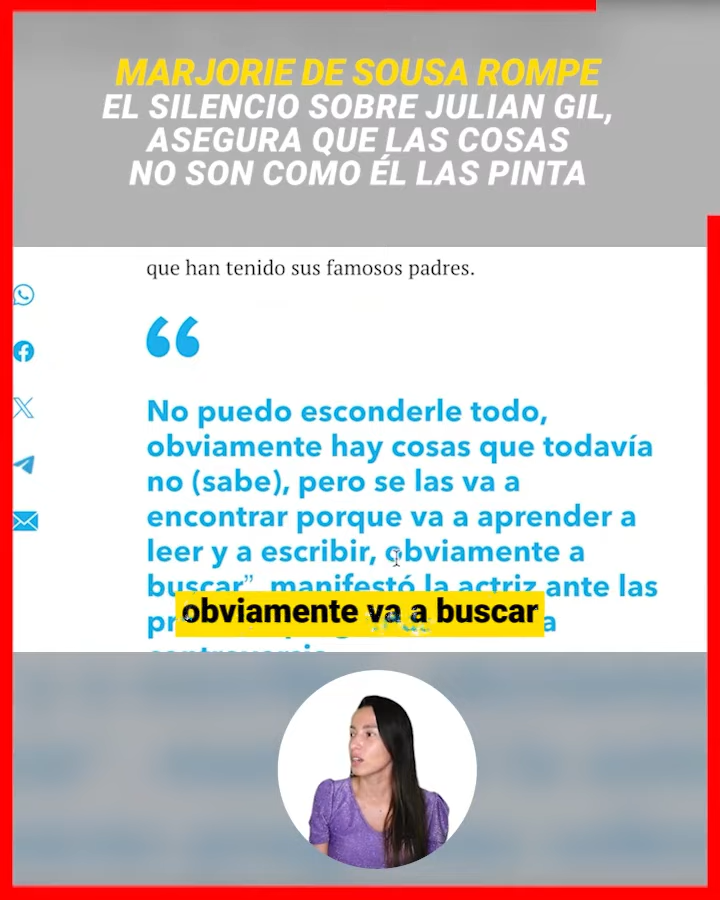 MARJORIE DE SOUSA ROMPE
EL SILENCIO SOBRE JULIAN GIL,
ASEGURA QUE LAS COSAS
NO SON COMO ÉL LAS PINTA
que han tenido sus famosos padres.
“
No puedo esconderle todo,
obviamente hay cosas que todavía
no (sabe), pero se las va a
encontrar porque va a aprender a
leer y a escribir, obviamente a
buscar”, manifestó la actriz ante las
obviamente va a buscar